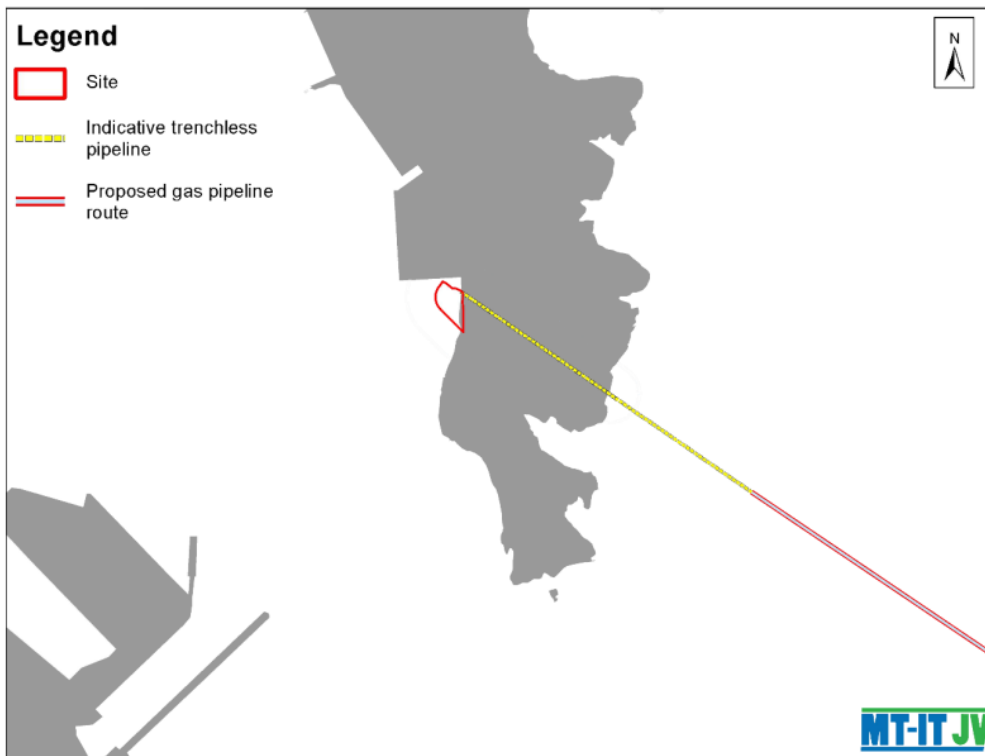 Legend
N
Site
Indicative trenchless
pipeline
Proposed gas pipeline
route
MT-IT JV